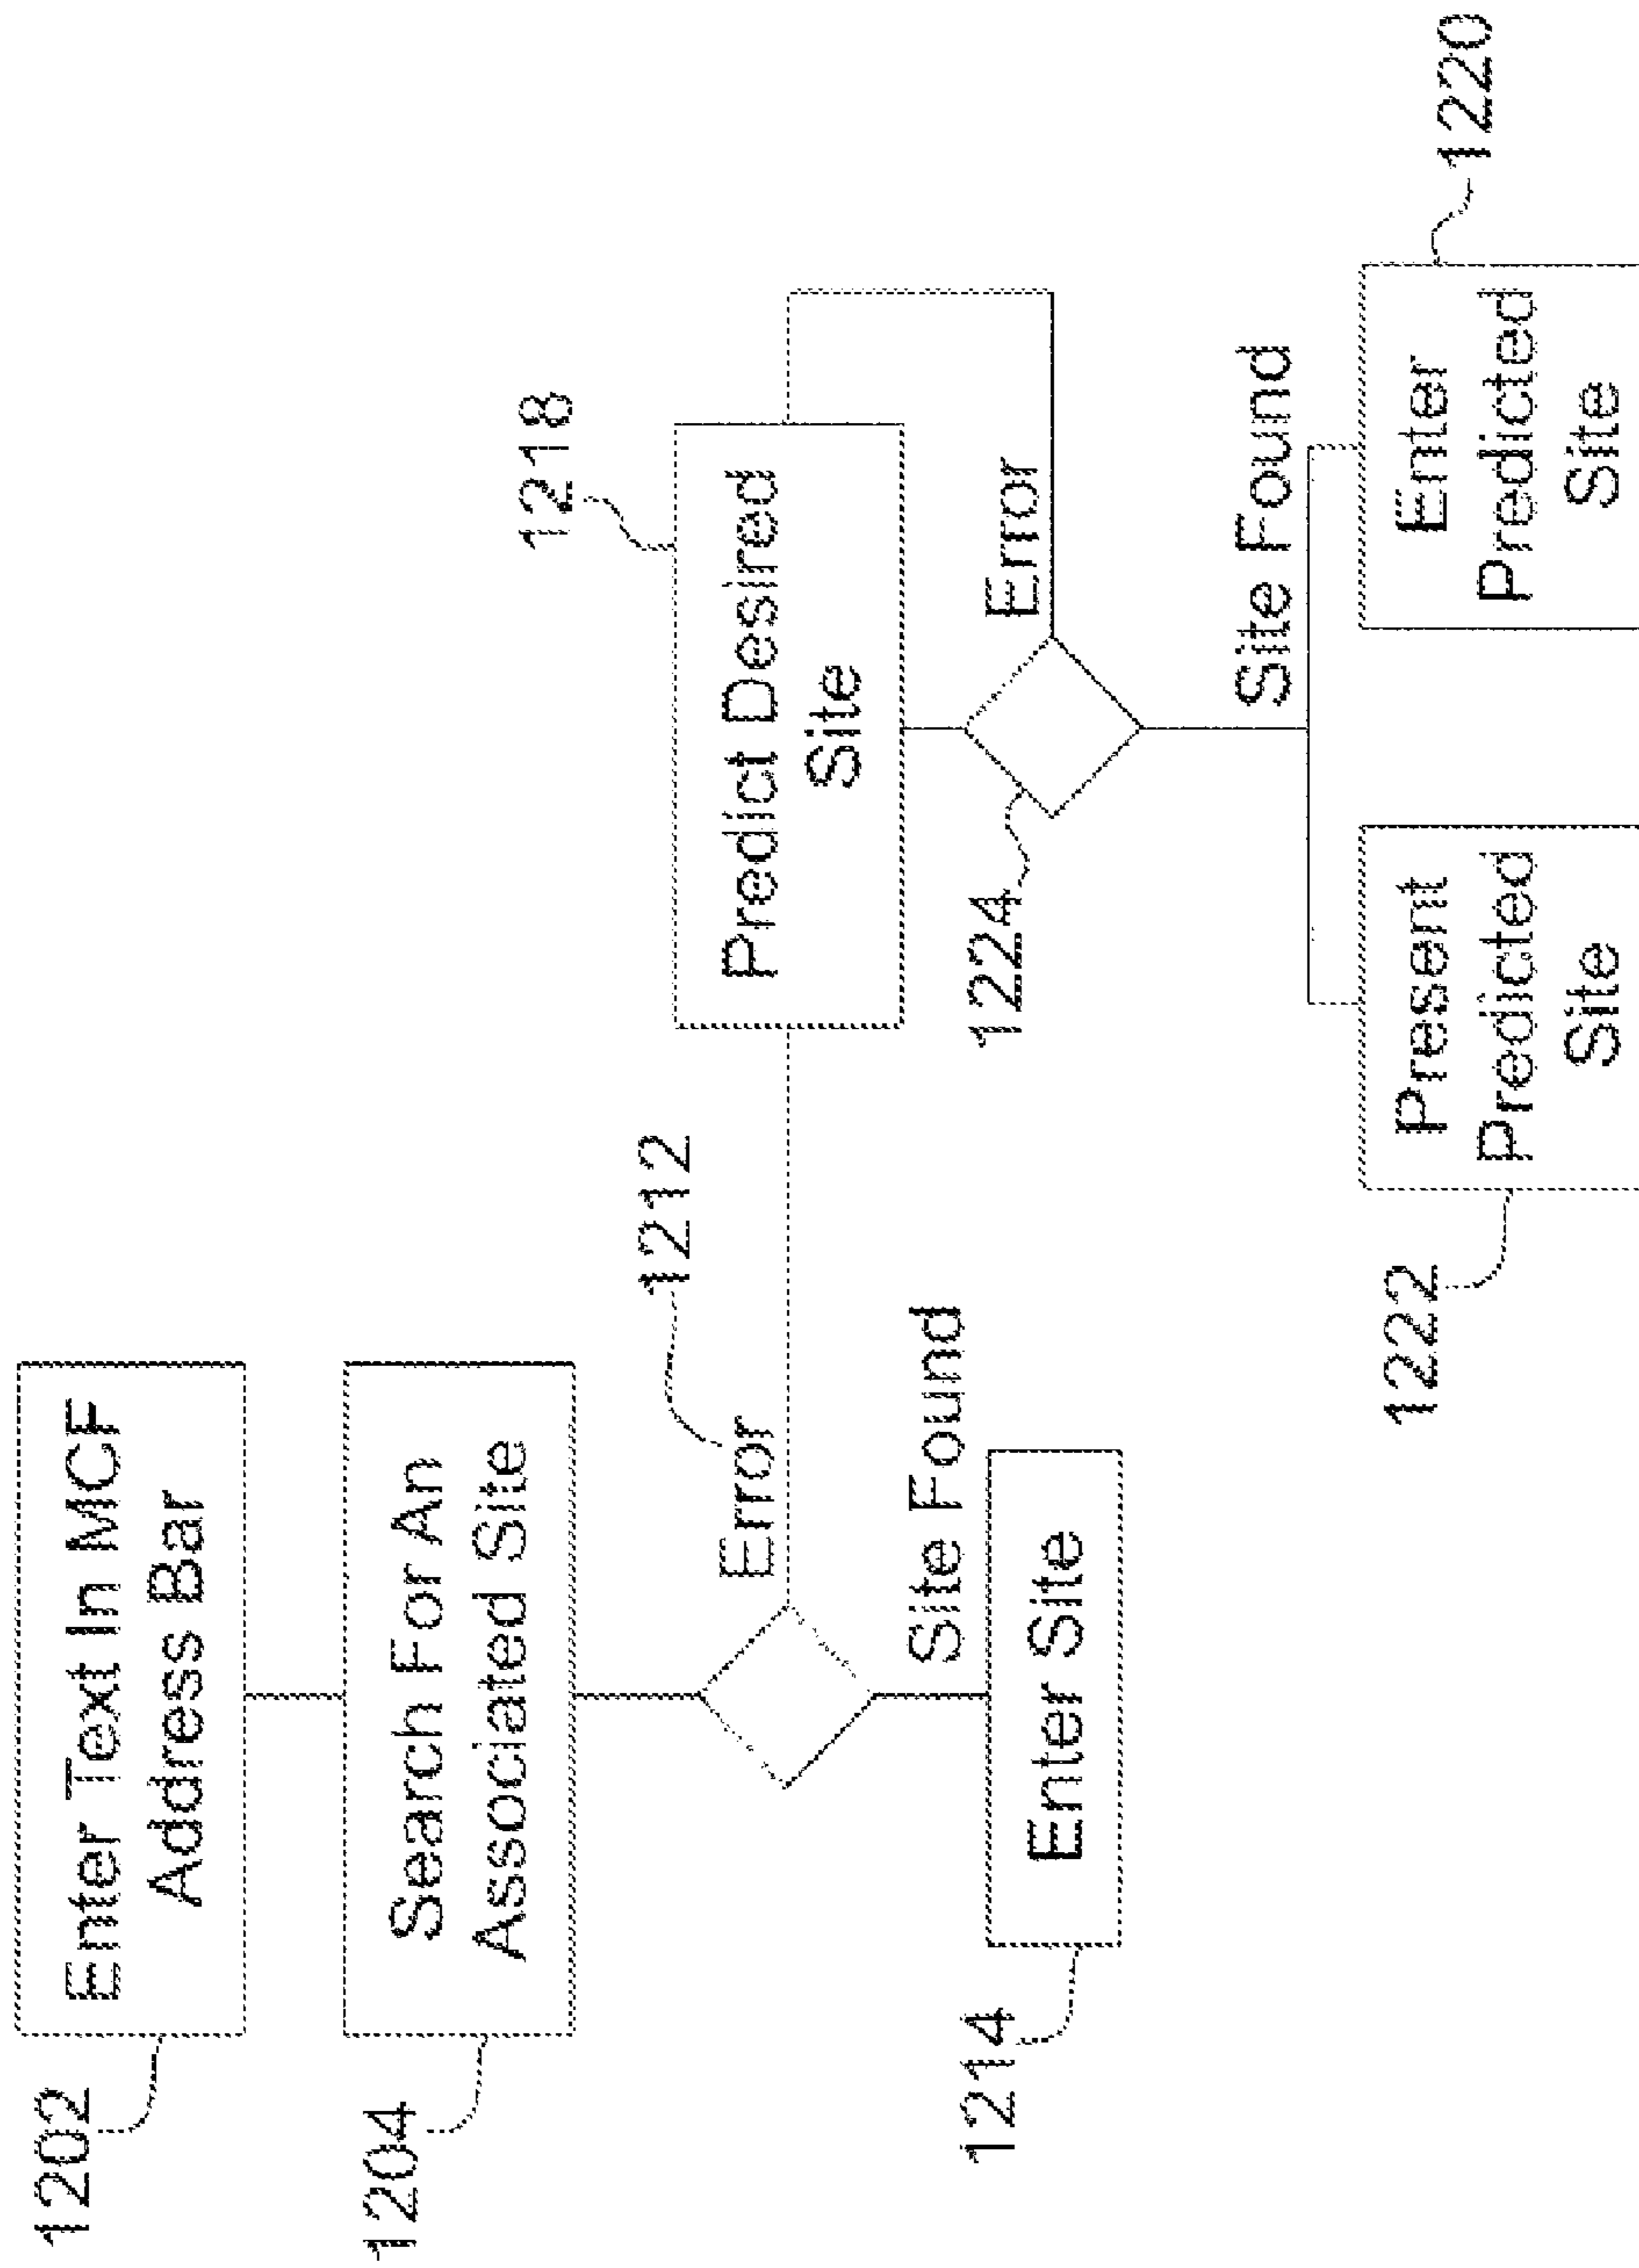 1202
Enter Text In MCF
Address Bar
1204
Search For An
Associated Site
Error
1212
Site Found
1214
Enter Site
1218
Predict Desired
Site
1224
Error
Site Found
1222
Present
Predicted
Site
Enter
Predicted
Site
1220